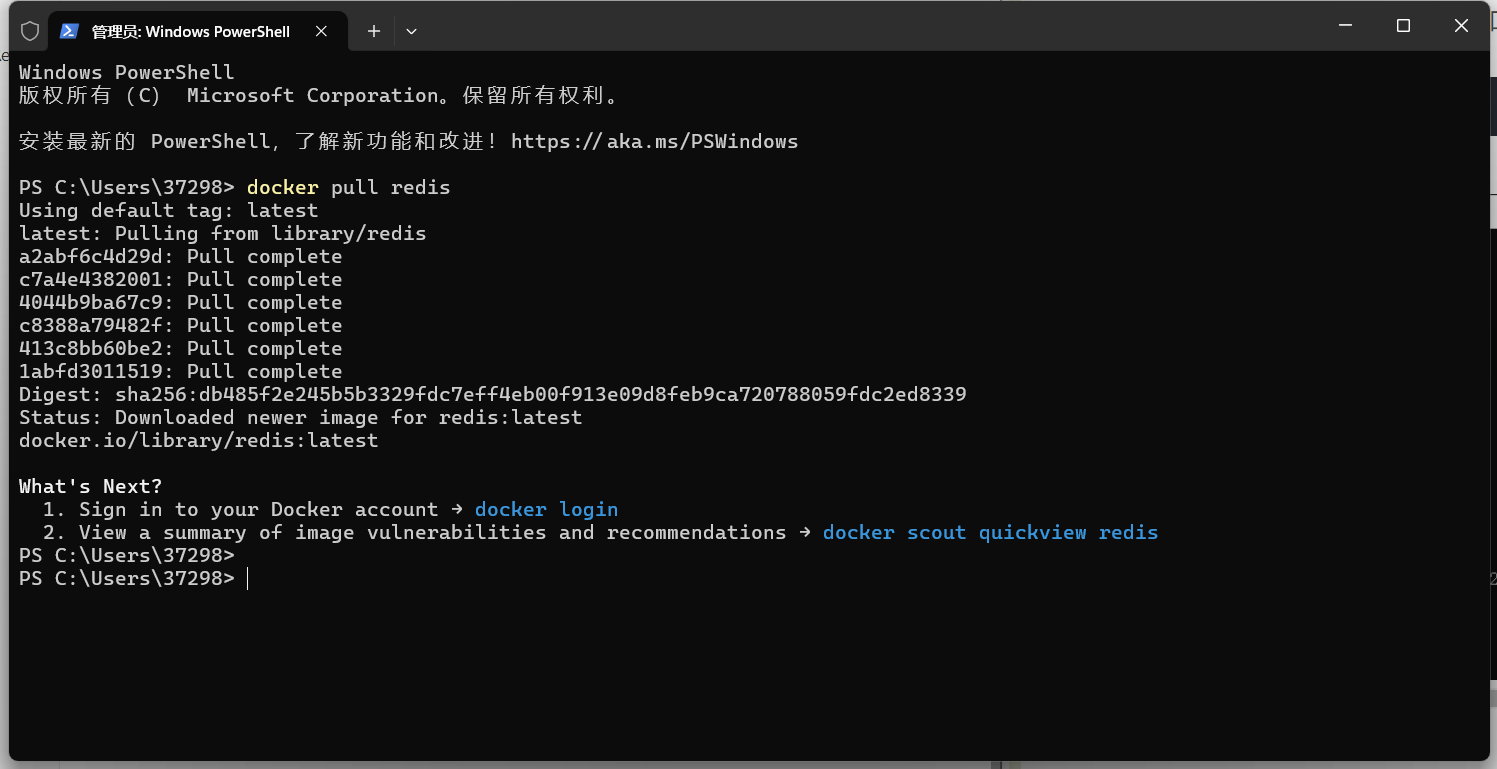 管理员: Windows PowerShell
Windows PowerShell
版权所有 (C) Microsoft Corporation。保留所有权利。
安装最新的 PowerShell，了解新功能和改进！https://aka.ms/PSWindows
PS C:\Users\37298> docker pull redis
Using default tag: latest
latest: Pulling from library/redis
a2abf6c4d29d: Pull complete
c7a4e4382001: Pull complete
4044b9ba67c9: Pull complete
c8388a79482f: Pull complete
413c8bb60be2: Pull complete
1abfd3011519: Pull complete
Digest: sha256:db485f2e245b5b3329fdc7eff4eb00f913e09d8feb9ca720788059fdc2ed8339
Status: Downloaded newer image for redis:latest
docker.io/library/redis:latest
What's Next?
1. Sign in to your Docker account → docker login
2. View a summary of image vulnerabilities and recommendations → docker scout quickview redis
PS C:\Users\37298>
PS C:\Users\37298>